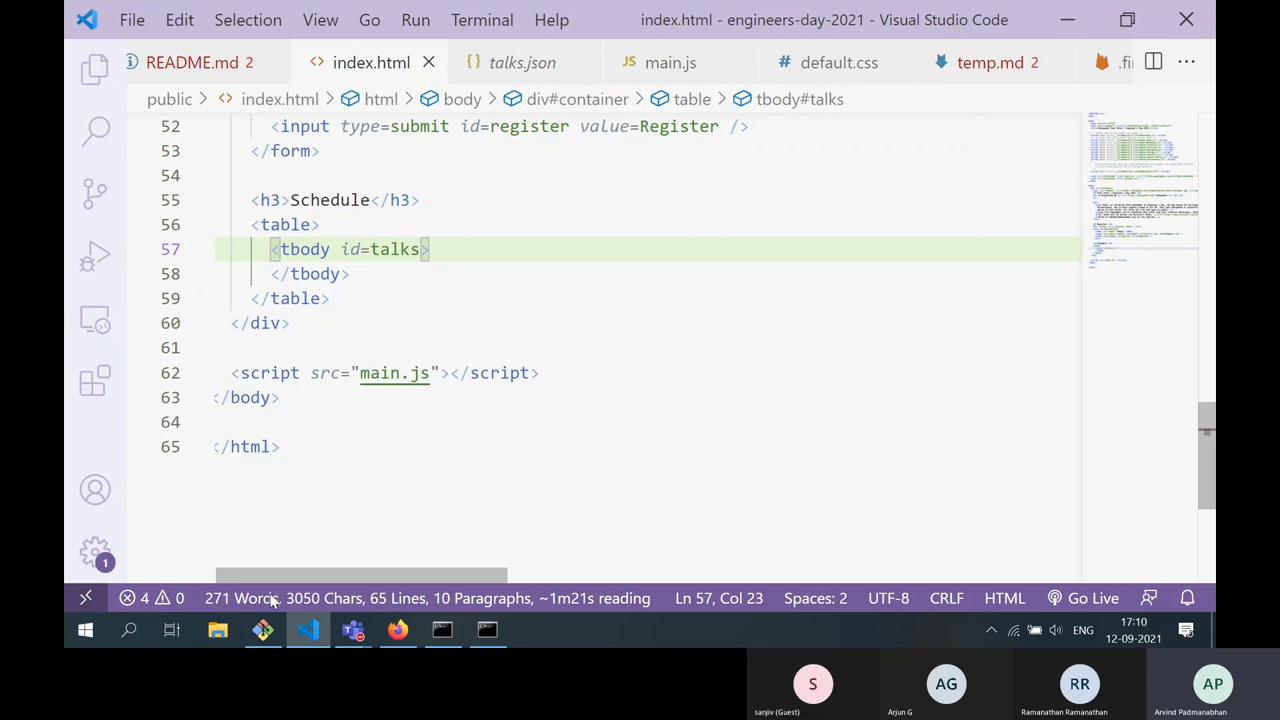 File Edit Selection View Go Run Terminal Help index.html - engineers-day-2021 - Visual Studio Code
README.md 2 index.html talks.json JS main.js # default.css temp.md 2 .fi
public > index.html > html > body > div#container > table > tbody#talks
52 <input type=submit id=register value=Register />
53 </form>
54
55 <h3>Schedule</h3>
56 <table>
57 <tbody id=talks>
58 </tbody>
59 </table>
60 </div>
61
62 <script src="main.js"></script>
63 </body>
64
65 </html>
1
4 0 271 Words, 3050 Chars, 65 Lines, 10 Paragraphs, ~1m21s reading Ln 57, Col 23 Spaces: 2 UTF-8 CRLF HTML Go Live
ENG 17:10
12-09-2021
S AG RR AP
sanjiv (Guest) Arjun G Ramanathan Ramanathan Arvind Padmanabhan